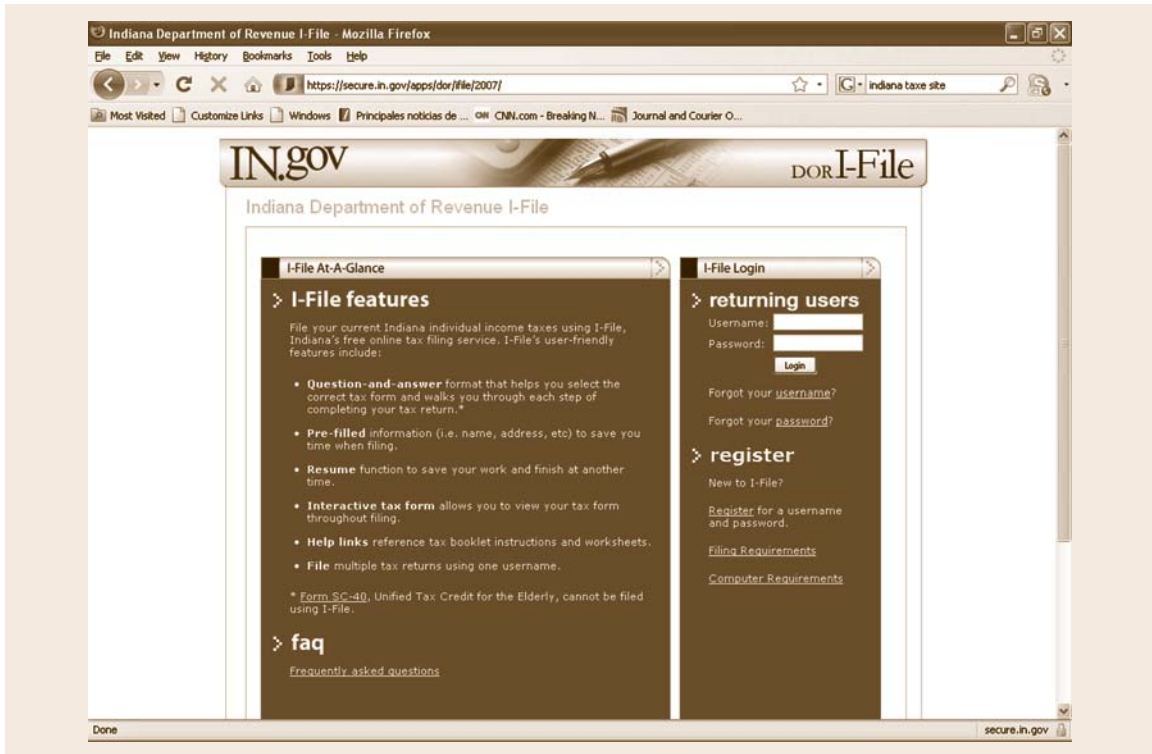 Indiana Department of Revenue I-File - Mozilla Firefox
File Edit View History Bookmarks Tools Help
https://secure.in.gov/apps/dor/ifile/2007/
indiana taxe site
Most Visited Customize Links Windows Principales noticias de ... CNN.com - Breaking N... Journal and Courier O...
IN.gov
DOR I-File
Indiana Department of Revenue I-File
I-File At-A-Glance
> I-File features
File your current Indiana individual income taxes using I-File,
Indiana's free online tax filing service. I-File's user-friendly
features include:
• Question-and-answer format that helps you select the
correct tax form and walks you through each step of
completing your tax return.*
• Pre-filled information (i.e. name, address, etc) to save you
time when filing.
• Resume function to save your work and finish at another
time.
• Interactive tax form allows you to view your tax form
throughout filing.
• Help links reference tax booklet instructions and worksheets.
• File multiple tax returns using one username.
* Form SC-40, Unified Tax Credit for the Elderly, cannot be filed
using I-File.
> faq
Frequently asked questions
I-File Login
> returning users
Username:
Password:
Login
Forgot your username?
Forgot your password?
> register
New to I-File?
Register for a username
and password.
Filing Requirements
Computer Requirements
Done
secure.in.gov